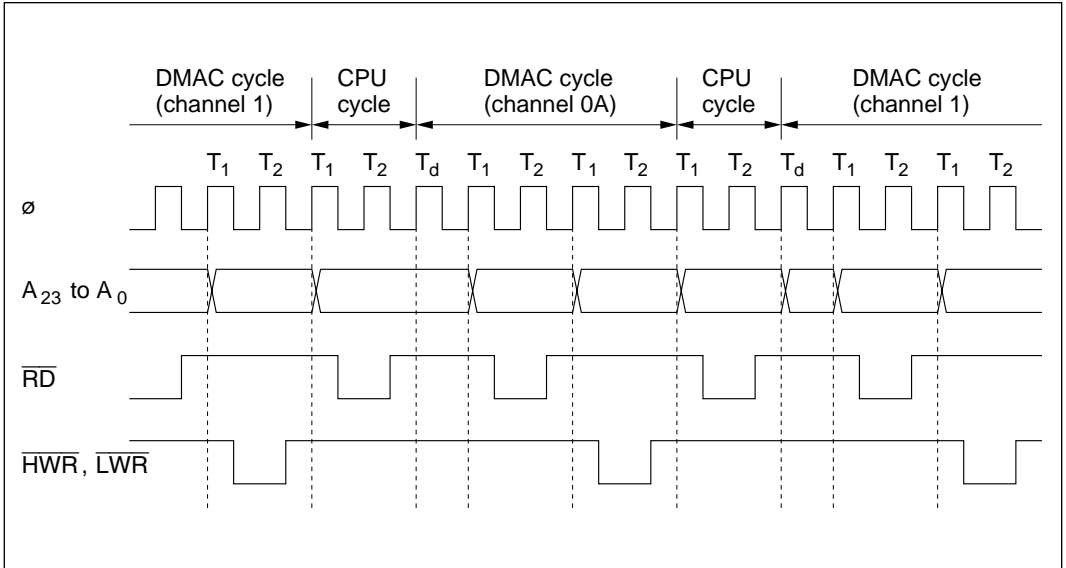 DMAC cycle (channel 1)
CPU cycle
DMAC cycle (channel 0A)
CPU cycle
DMAC cycle (channel 1)
T1 T2 T1 T2 Td T1 T2 T1 T2 T1 T2 Td T1 T2 T1 T2
ø
A23 to A0
RD
HWR, LWR